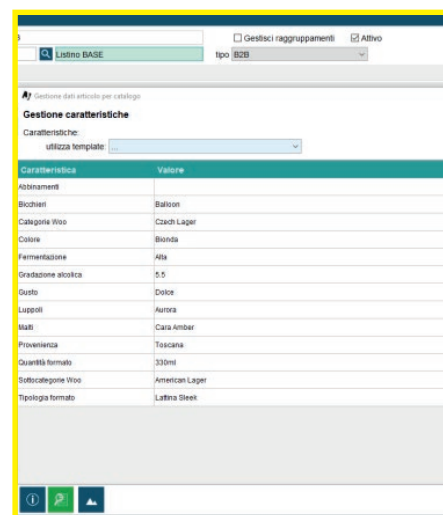 Gestisci raggruppamenti Attivo
Listino BASE tipo B2B
Gestione dati articolo per catalogo
Gestione caratteristiche
Caratteristiche:
utilizza template: ...
Caratteristica Valore
Abbinamenti
Bicchieri Balloon
Categorie Woo Czech Lager
Colore Bionda
Fermentazione Alta
Gradazione alcolica 5.5
Gusto Dolce
Luppoli Aurora
Malti Cara Amber
Provenienza Toscana
Quantità formato 330ml
Sottocategorie Woo American Lager
Tipologia formato Lattina Sleek